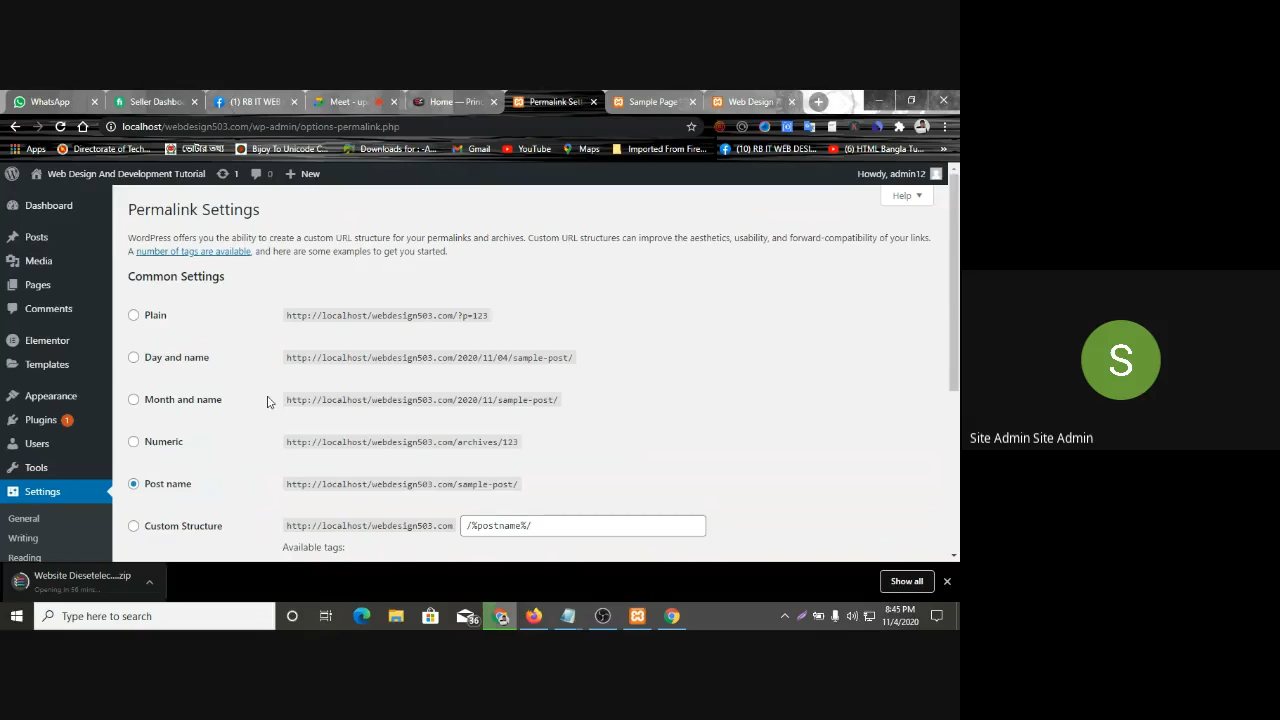 WhatsApp
Seller Dashbo...
(1) RB IT WEB
Meet - up
Home — Princ
Permalink Sett
Sample Page
Web Design A
localhost/webdesign503.com/wp-admin/options-permalink.php
Apps
Directorate of Tech...
Bijoy To Unicode C...
Downloads for : -A...
Gmail
YouTube
Maps
Imported From Fire...
(10) RB IT WEB DESI...
(6) HTML Bangla Tu...
»
Web Design And Development Tutorial
1
0
New
Howdy, admin12
Dashboard
Posts
Media
Pages
Comments
Elementor
Templates
Appearance
Plugins 1
Users
Tools
Settings
General
Writing
Reading
Help
Permalink Settings
WordPress offers you the ability to create a custom URL structure for your permalinks and archives. Custom URL structures can improve the aesthetics, usability, and forward-compatibility of your links.
A number of tags are available, and here are some examples to get you started.
Common Settings
Plain http://localhost/webdesign503.com/?p=123
Day and name http://localhost/webdesign503.com/2020/11/04/sample-post/
Month and name http://localhost/webdesign503.com/2020/11/sample-post/
Numeric http://localhost/webdesign503.com/archives/123
Post name http://localhost/webdesign503.com/sample-post/
Custom Structure http://localhost/webdesign503.com /%postname%/
Available tags:
Website Dieselelec....zip
Opening in 56 mins...
Show all
Type here to search
36
8:45 PM
11/4/2020
S
Site Admin Site Admin